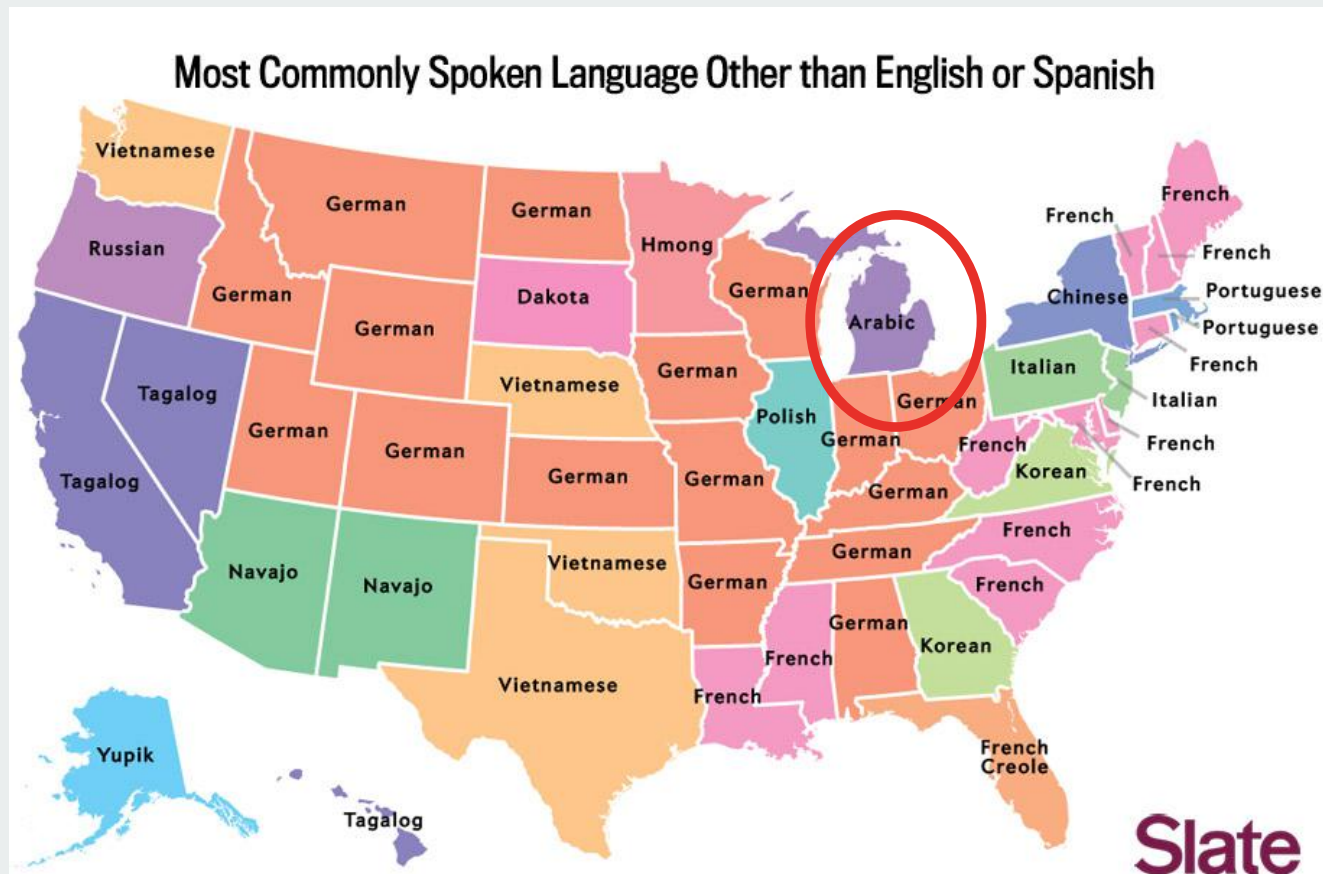 Most Commonly Spoken Language Other than English or Spanish
Vietnamese
German
German
French
French
Russian
Hmong
French
German
Dakota
German
Chinese
Portuguese
Arabic
Portuguese
German
French
Tagalog
Vietnamese
German
Italian
Italian
German
Polish
German
German
German
French
French
Korean
French
Tagalog
German
German
German
French
German
Vietnamese
Navajo
Navajo
German
French
German
Korean
French
Vietnamese
French
Yupik
French
Creole
Tagalog
Slate